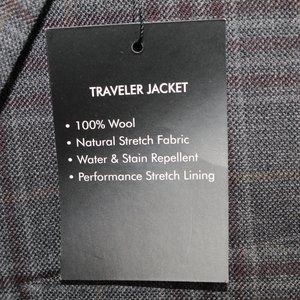 TRAVELER JACKET
• 100% Wool
• Natural Stretch Fabric
• Water & Stain Repellent
• Performance Stretch Lining